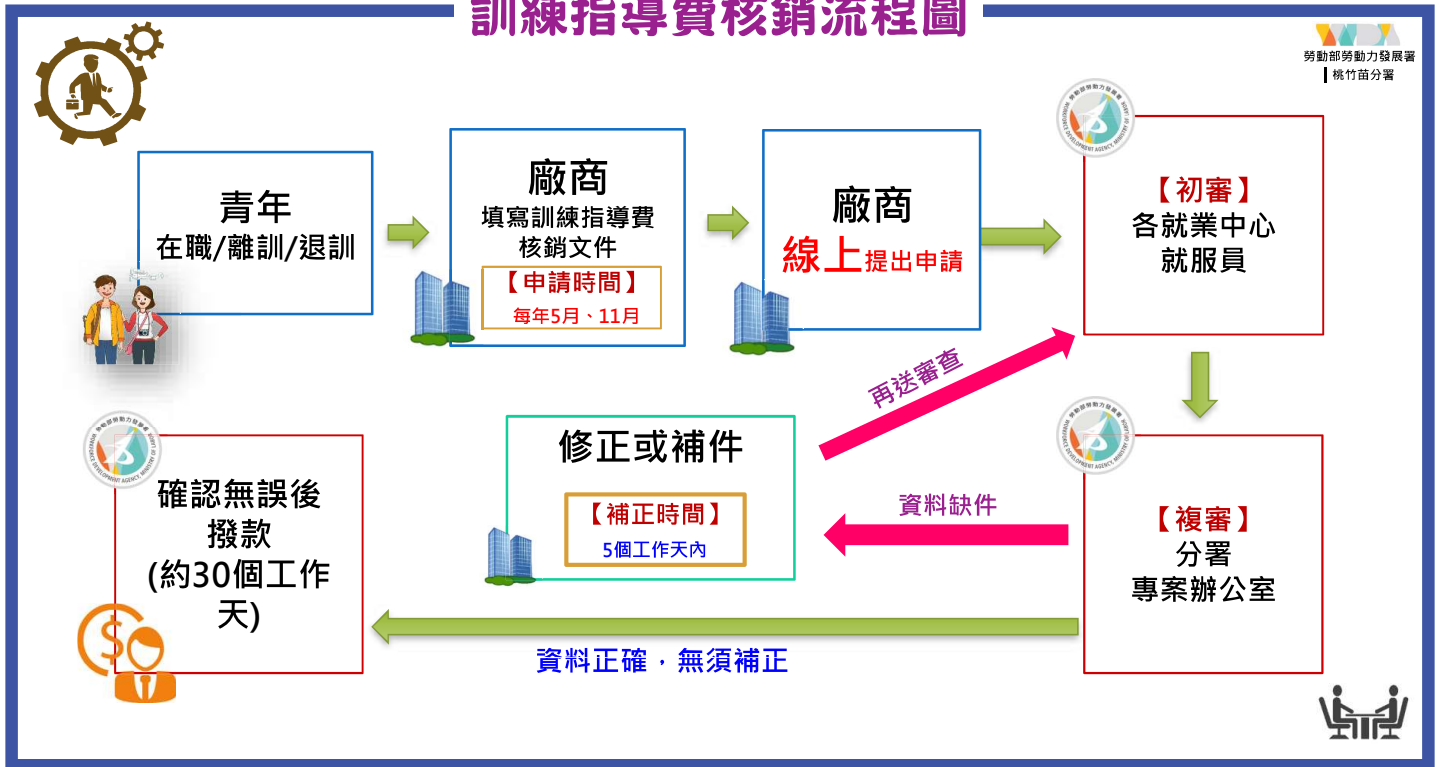 訓練指導費核銷流程圖
勞動部勞動力發展署
桃竹苗分署
青年
在職/離訓/退訓
廠商
填寫訓練指導費
核銷文件
【申請時間】
每年5月、11月
廠商
線上提出申請
【初審】
各就業中心
就服員
再送審查
【複審】
分署
專案辦公室
資料缺件
修正或補件
【補正時間】
5個工作天內
資料正確，無須補正
確認無誤後
撥款
(約30個工作
天)